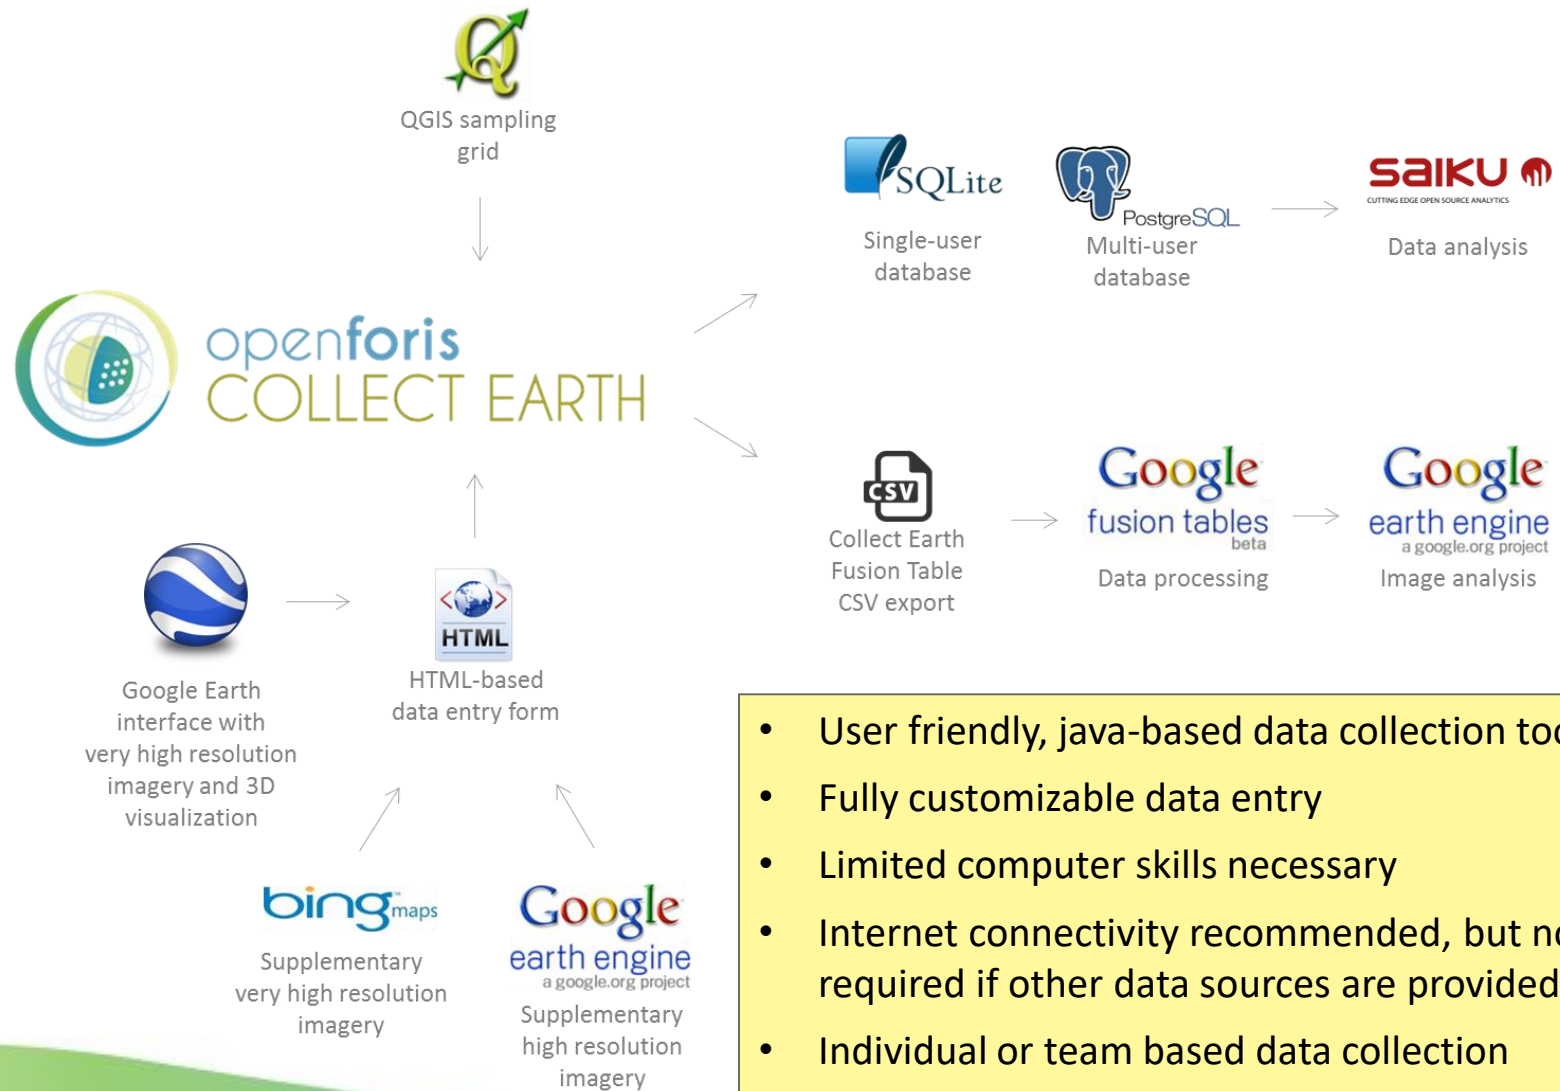 QGIS sampling
grid
SQLite
Single-user
database
PostgreSQL
Multi-user
database
saiku
CUTTING EDGE OPEN SOURCE ANALYTICS
Data analysis
openforis
COLLECT EARTH
CSV
Collect Earth
Fusion Table
CSV export
Google
fusion tables
beta
Data processing
Google
earth engine
a google.org project
Image analysis
Google Earth
interface with
very high resolution
imagery and 3D
visualization
HTML
HTML-based
data entry form
bing maps
Supplementary
very high resolution
imagery
Google
earth engine
a google.org project
Supplementary
high resolution
imagery
• User friendly, java-based data collection
• Fully customizable data entry
• Limited computer skills necessary
• Internet connectivity recommended, but
required if other data sources are provided
• Individual or team based data collection